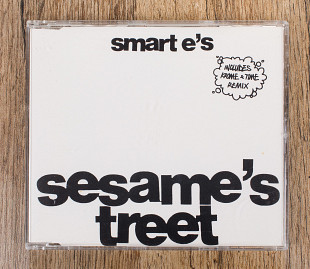 smart e's
INCLUDES
KROME & TIME
REMIX
sesame's
treet